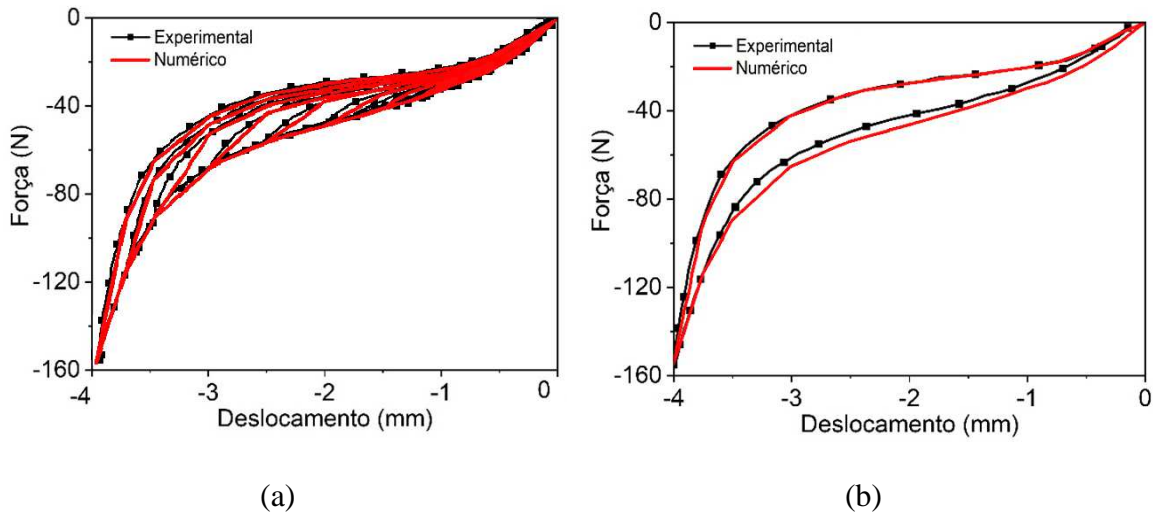 0
-40
-80
-120
-160
Força (N)
Experimental
Numérico
-4
-3
-2
-1
0
Deslocamento (mm)
(a)
0
-40
-80
-120
-160
Força (N)
Experimental
Numérico
-4
-3
-2
-1
0
Deslocamento (mm)
(b)